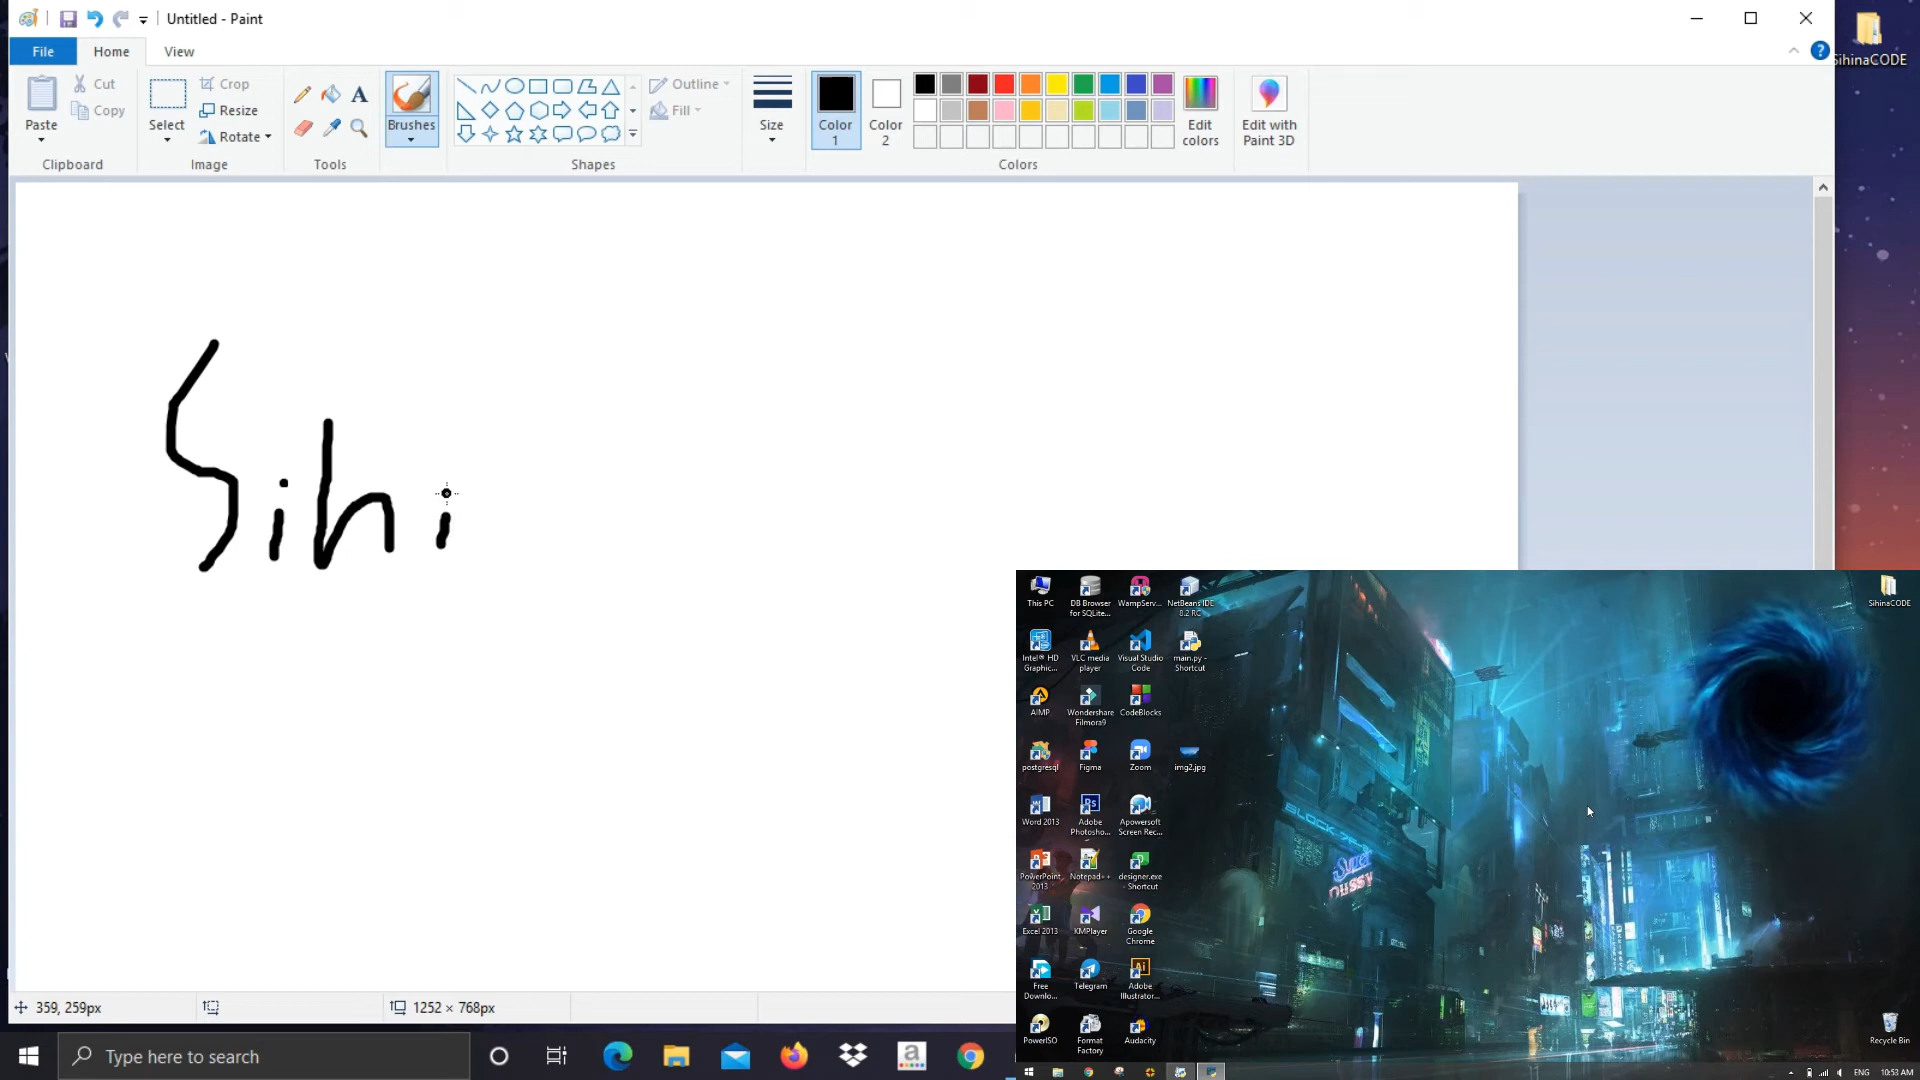 Untitled - Paint
File
Home
View
SihinaCODE
Paste
Cut
Copy
Clipboard
Select
Crop
Resize
Rotate
Image
Tools
Brushes
Shapes
Outline
Fill
Size
Color 1
Color 2
Edit colors
Colors
Edit with Paint 3D
Sihi
This PC
DB Browser for SQLite...
WampServ...
NetBeans IDE 8.2 RC
SihinaCODE
Intel® HD Graphic...
VLC media player
Visual Studio Code
main.py - Shortcut
AIMP
Wondershare Filmora9
CodeBlocks
postgresql
Figma
Zoom
img2.jpg
Word 2013
Adobe Photosho...
Apowersoft Screen Rec...
BLOCK
PowerPoint 2013
Notepad++
designer.exe - Shortcut
Excel 2013
KMPlayer
Google Chrome
Free Downlo...
Telegram
Adobe Illustrator...
PowerISO
Format Factory
Audacity
Recycle Bin
359, 259px
1252 × 768px
Type here to search
ENG
10:53 AM